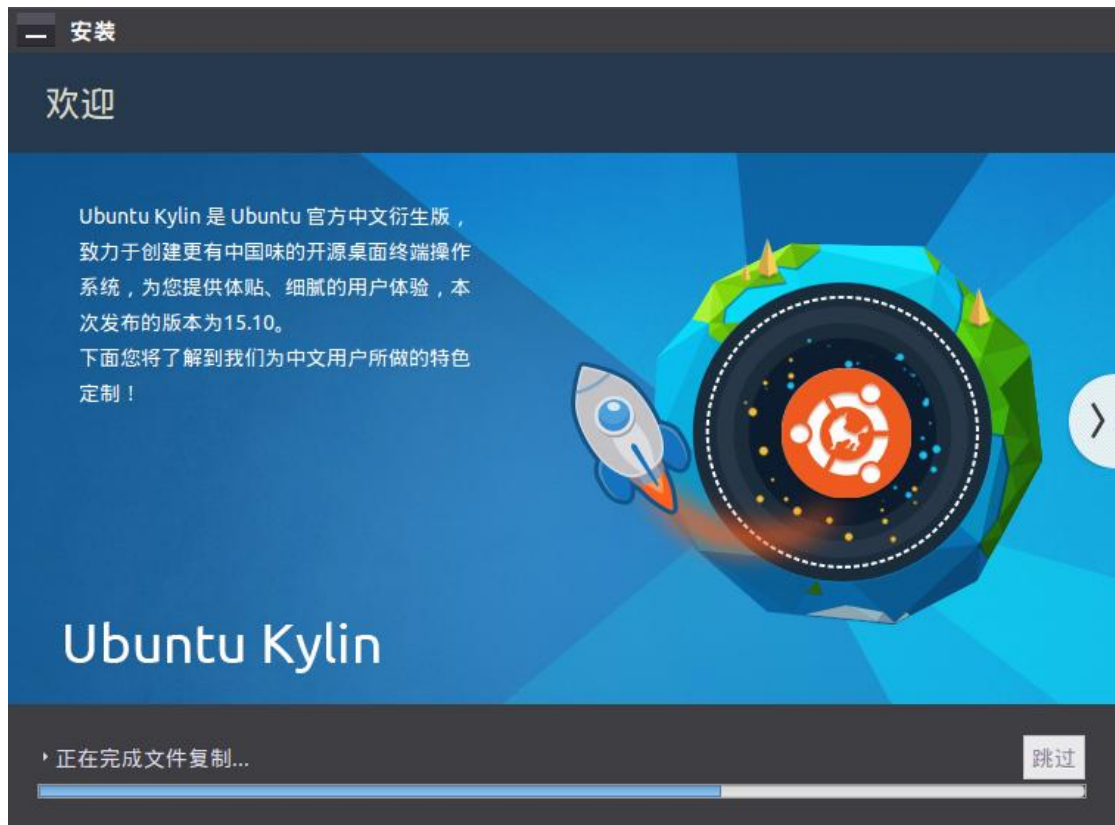 安装
欢迎
Ubuntu Kylin 是 Ubuntu 官方中文衍生版，
致力于创建更有中国味的开源桌面终端操作
系统，为您提供体贴、细腻的用户体验，本
次发布的版本为15.10。
下面您将了解到我们为中文用户所做的特色
定制！
Ubuntu Kylin
正在完成文件复制...
跳过